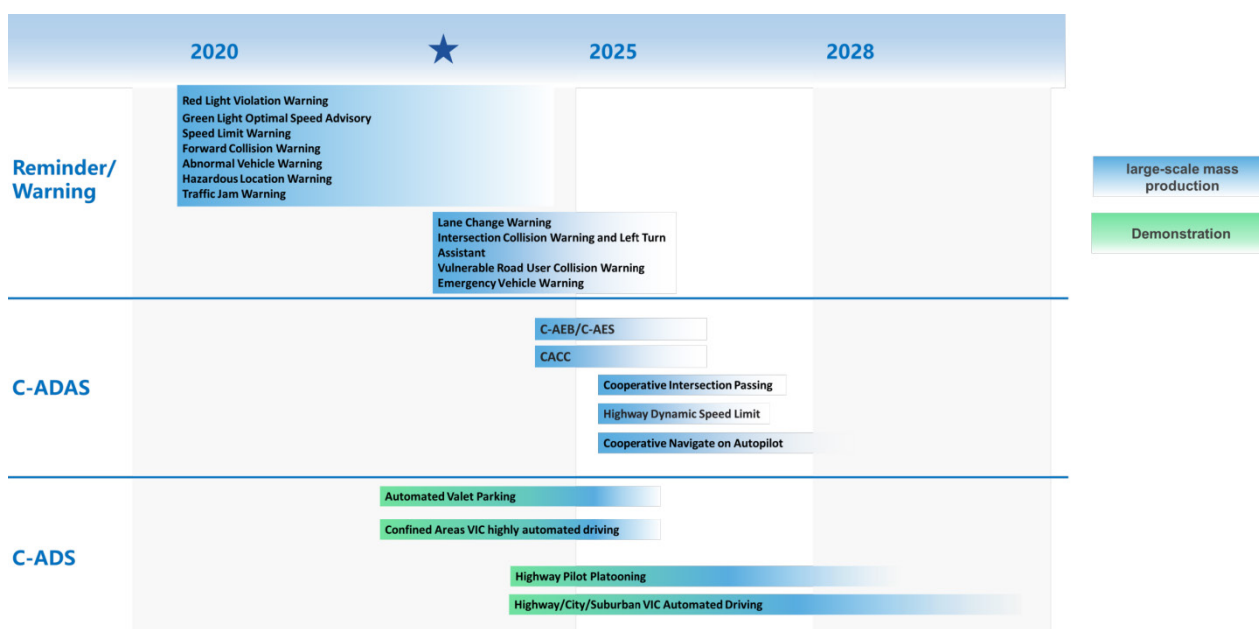 2020
2025
2028
Reminder/
Warning
Red Light Violation Warning
Green Light Optimal Speed Advisory
Speed Limit Warning
Forward Collision Warning
Abnormal Vehicle Warning
Hazardous Location Warning
Traffic Jam Warning
Lane Change Warning
Intersection Collision Warning and Left Turn
Assistant
Vulnerable Road User Collision Warning
Emergency Vehicle Warning
large-scale mass
production
Demonstration
C-ADAS
C-AEB/C-AES
CACC
Cooperative Intersection Passing
Highway Dynamic Speed Limit
Cooperative Navigate on Autopilot
C-ADS
Automated Valet Parking
Confined Areas VIC highly automated driving
Highway Pilot Platooning
Highway/City/Suburban VIC Automated Driving